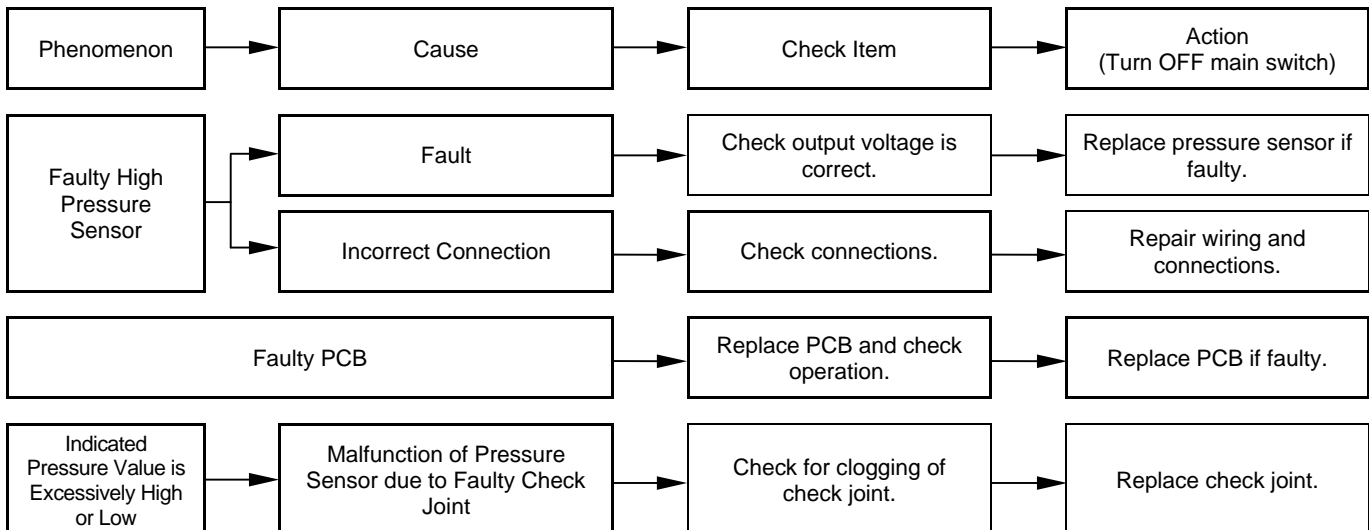 Phenomenon
Cause
Check Item
Action
(Turn OFF main switch)
Faulty High
Pressure
Sensor
Fault
Check output voltage is
correct.
Replace pressure sensor if
faulty.
Incorrect Connection
Check connections.
Repair wiring and
connections.
Faulty PCB
Replace PCB and check
operation.
Replace PCB if faulty.
Indicated
Pressure Value is
Excessively High
or Low
Malfunction of Pressure
Sensor due to Faulty Check
Joint
Check for clogging of
check joint.
Replace check joint.